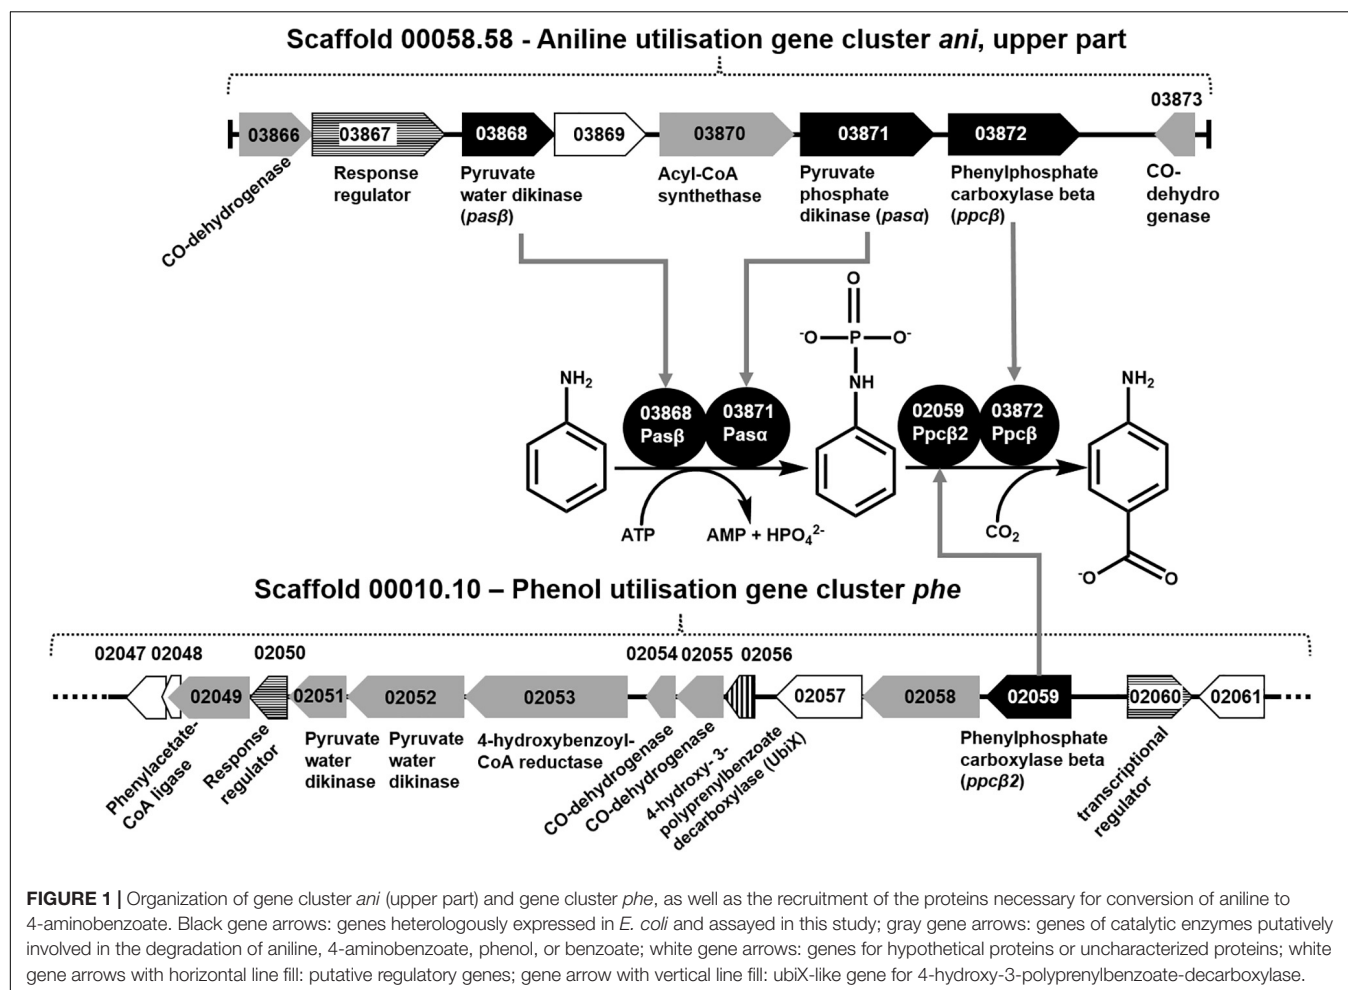 Scaffold 00058.58 - Aniline utilisation gene cluster ani, upper part
03873
03866
03867
03868
03869
03870
03871
03872
CO-dehydrogenase
Response
regulator
Pyruvate
water dikinase
(pasβ)
Acyl-CoA
synthethase
Pyruvate
phosphate
dikinase (pasα)
Phenylphosphate
carboxylase beta
(ppcβ)
CO-
dehydro
genase
NH2
03868
Pasβ
03871
Pasα
ATP
AMP + HPO4 2-
O
-O
P
O-
NH
02059
Ppcβ2
03872
Ppcβ
CO2
NH2
-O
O
Scaffold 00010.10 – Phenol utilisation gene cluster phe
02047
02048
02050
02054
02055
02056
02049
02051
02052
02053
02057
02058
02059
02060
02061
Phenylacetate-
CoA ligase
Response
regulator
Pyruvate
water
dikinase
Pyruvate
water
dikinase
4-hydroxybenzoyl-
CoA reductase
CO-dehydrogenase
CO-dehydrogenase
4-hydroxy- 3-
polyprenylbenzoate
decarboxylase (UbiX)
Phenylphosphate
carboxylase beta
(ppcβ2)
transcriptional
regulator
FIGURE 1 | Organization of gene cluster ani (upper part) and gene cluster phe, as well as the recruitment of the proteins necessary for conversion of aniline to
4-aminobenzoate. Black gene arrows: genes heterologously expressed in E. coli and assayed in this study; gray gene arrows: genes of catalytic enzymes putatively
involved in the degradation of aniline, 4-aminobenzoate, phenol, or benzoate; white gene arrows: genes for hypothetical proteins or uncharacterized proteins; white
gene arrows with horizontal line fill: putative regulatory genes; gene arrow with vertical line fill: ubiX-like gene for 4-hydroxy-3-polyprenylbenzoate-decarboxylase.